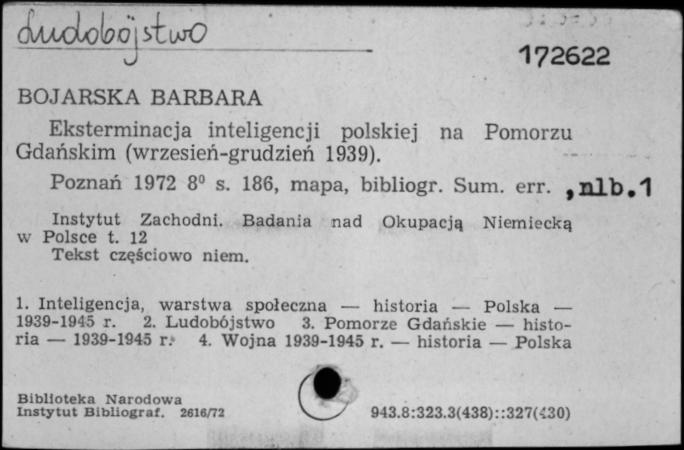 Ludobójstwo
172622
BOJARSKA BARBARA
Eksterminacja inteligencji polskiej na Pomorzu
Gdańskim (wrzesień-grudzień 1939).
Poznań 1972 8⁰ s. 186, mapa, bibliogr. Sum. err. ,nlb.1
Instytut Zachodni. Badania nad Okupacją Niemiecką
w Polsce t. 12
Tekst częściowo niem.
1. Inteligencja, warstwa społeczna — historia — Polska —
1939-1945 r. 2. Ludobójstwo 3. Pomorze Gdańskie — histo-
ria — 1939-1945 r. 4. Wojna 1939-1945 r. — historia — Polska
Biblioteka Narodowa
Instytut Bibliograf. 2616/72
943.8:323.3(438)::327(430)